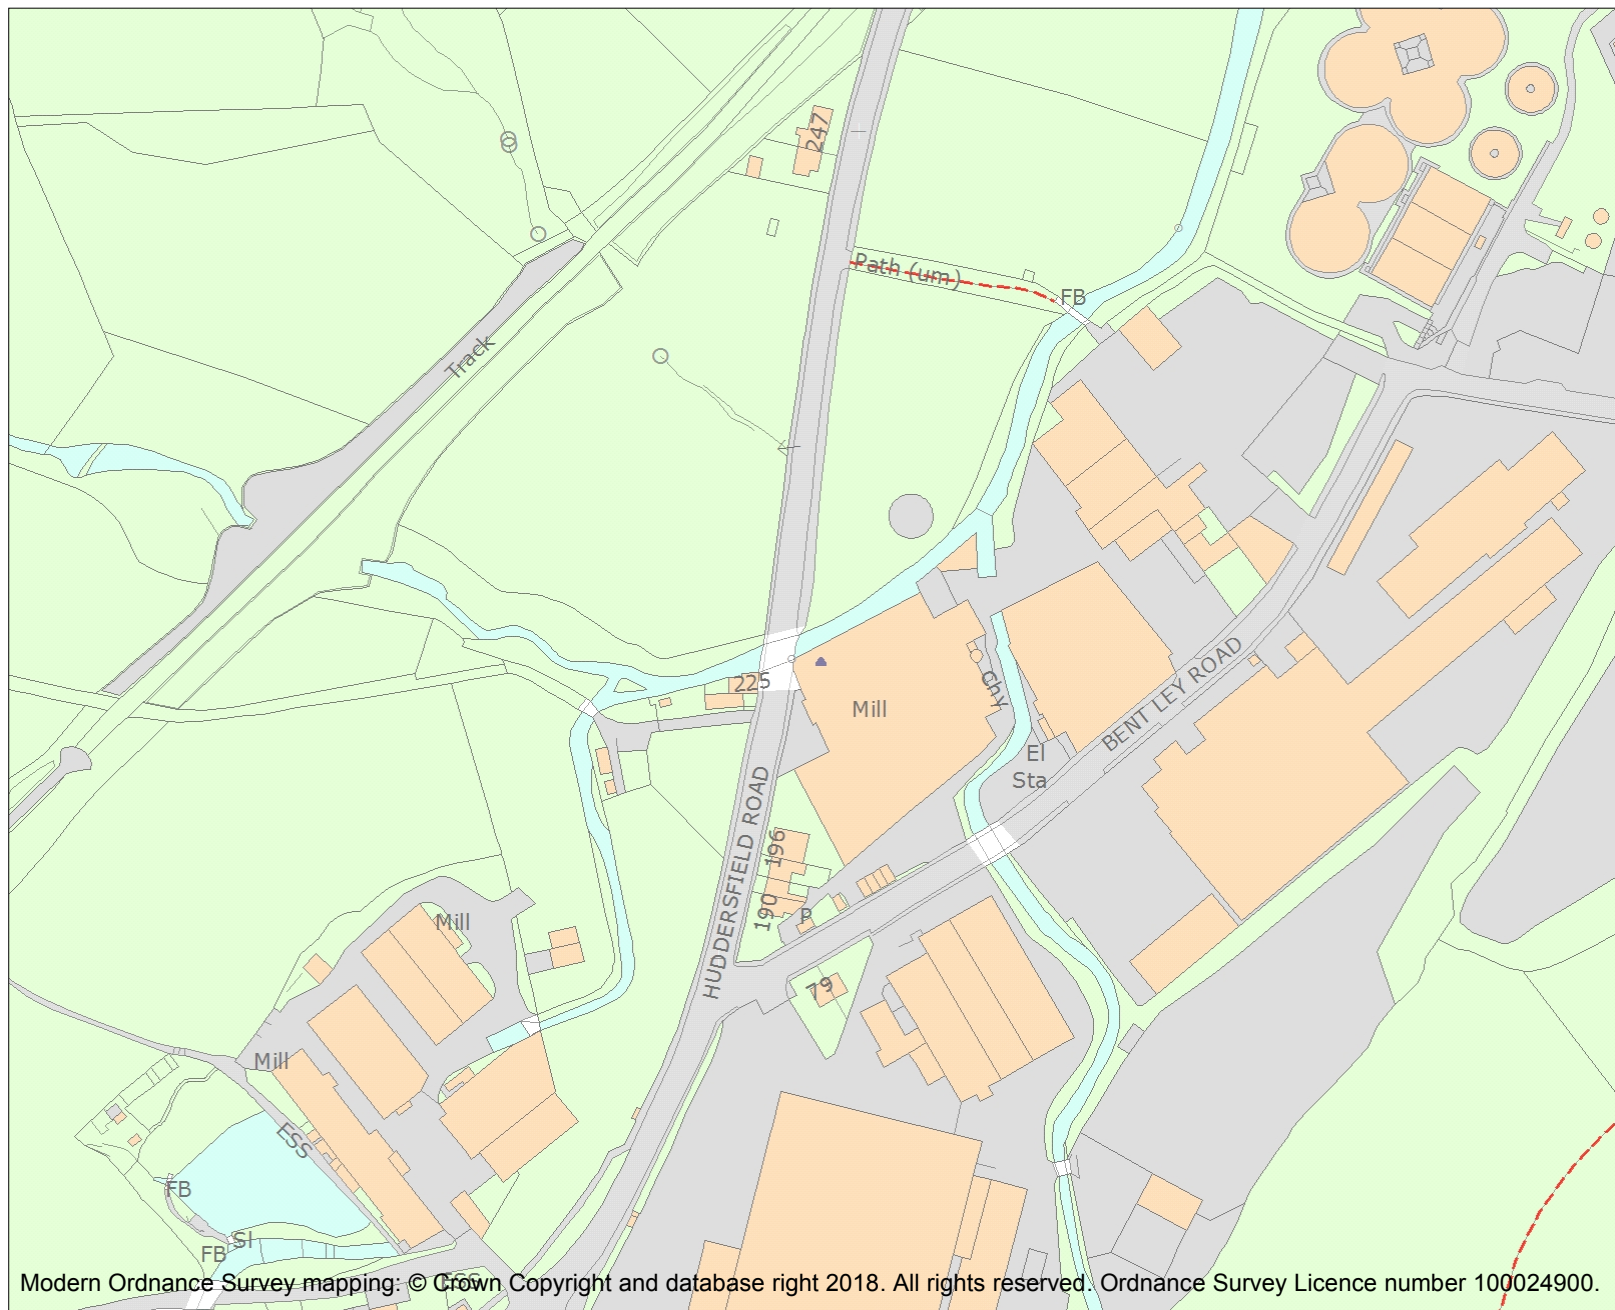 247
Path (um)
FB
Track
225
Mill
Chy
El
Sta
BENT LEY ROAD
HUDDERSFIELD ROAD
196
190
P
79
Mill
Mill
ESS
FB
Sl
FB
ESS
Modern Ordnance Survey mapping: © Crown Copyright and database right 2018. All rights reserved. Ordnance Survey Licence number 100024900.